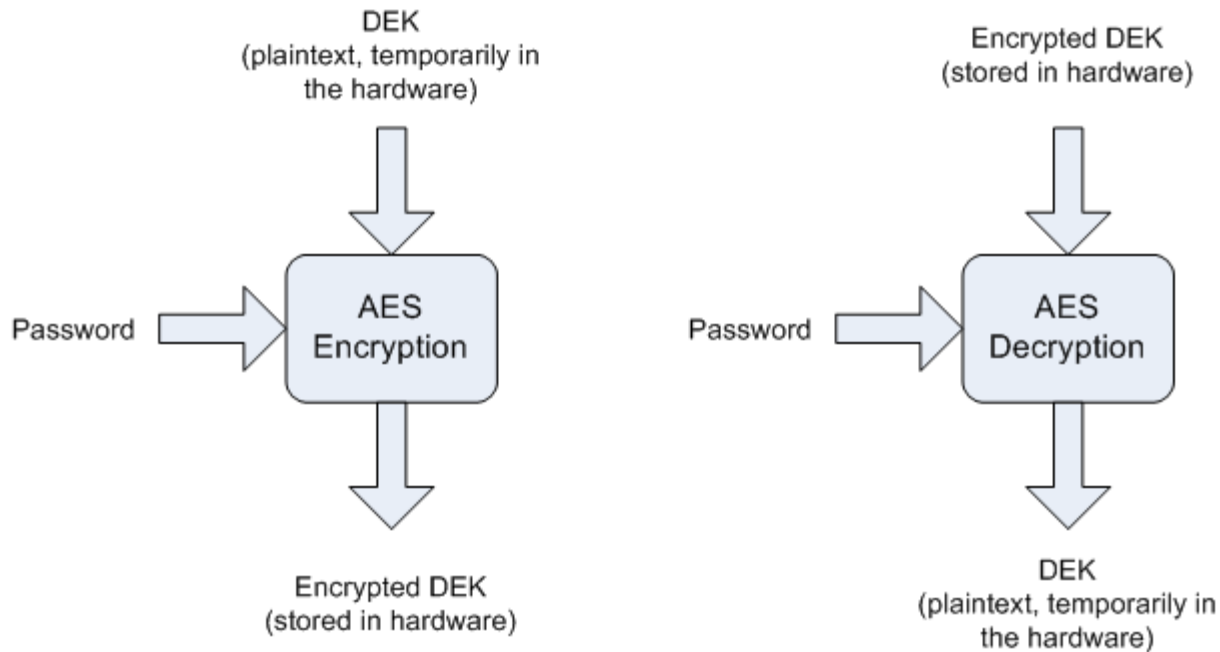 DEK
(plaintext, temporarily in
the hardware)
Password
AES
Encryption
Encrypted DEK
(stored in hardware)
Encrypted DEK
(stored in hardware)
Password
AES
Decryption
DEK
(plaintext, temporarily in
the hardware)